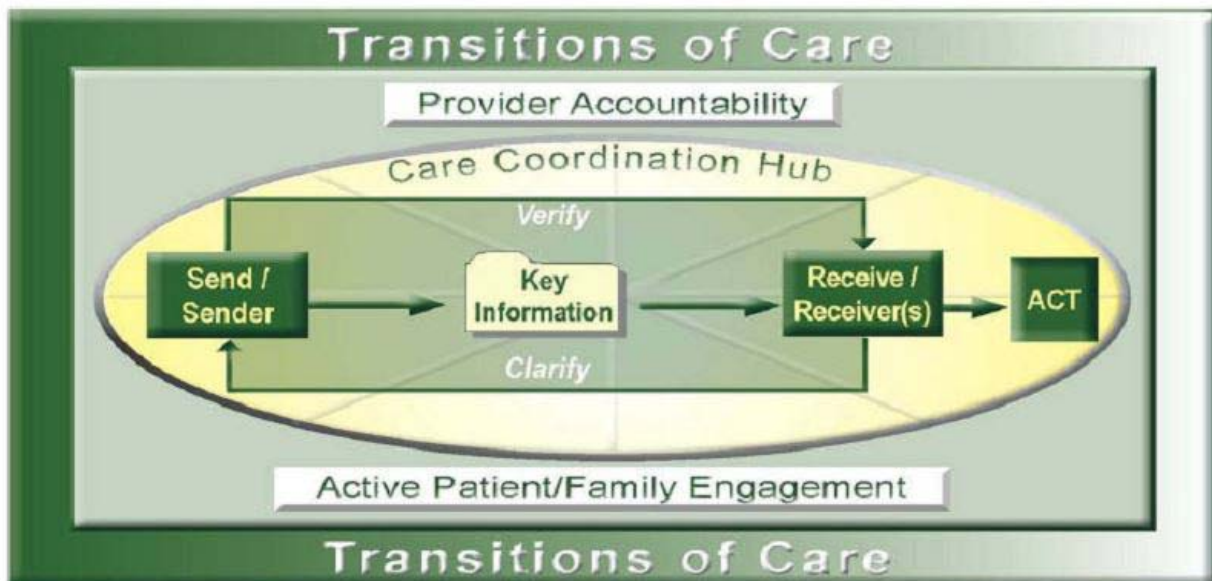 Transitions of Care
Provider Accountability
Care Coordination Hub
Verify
Send /
Sender
Key
Information
Receive /
Receiver(s)
ACT
Clarify
Active Patient/Family Engagement
Transitions of Care